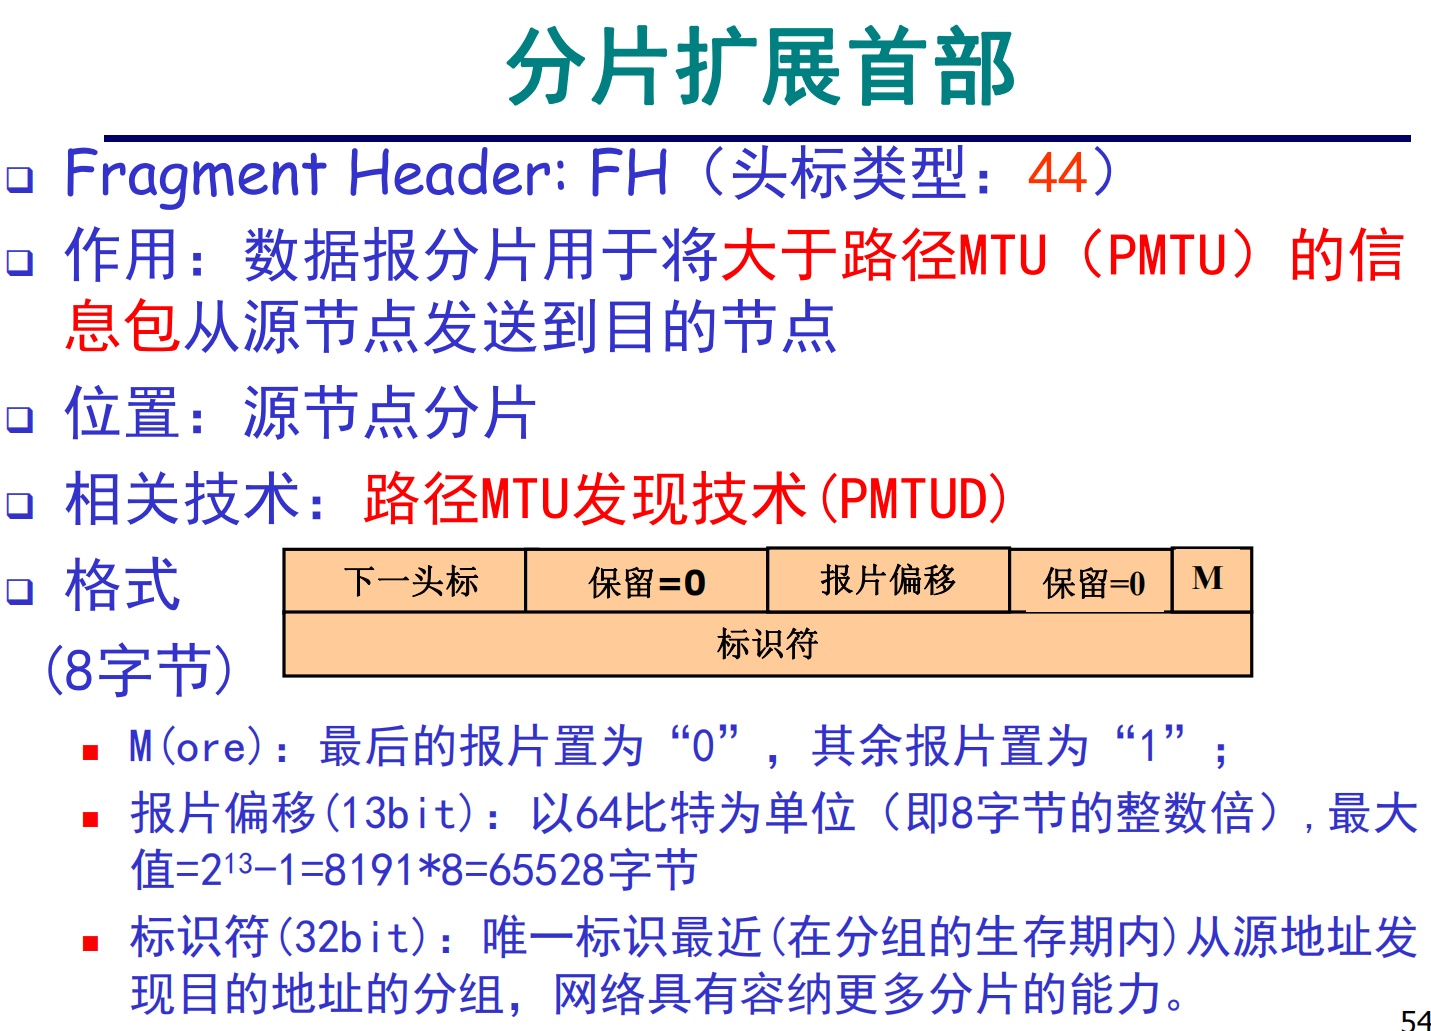 分片扩展首部
❑ Fragment Header: FH（头标类型：44）
❑ 作用：数据报分片用于将大于路径MTU（PMTU）的信
息包从源节点发送到目的节点
❑ 位置：源节点分片
❑ 相关技术：路径MTU发现技术(PMTUD)
❑ 格式
(8字节)
下一头标 保留=0 报片偏移 保留=0 M
标识符
▪ M(ore)：最后的报片置为“0”，其余报片置为“1”；
▪ 报片偏移(13bit)：以64比特为单位（即8字节的整数倍）,最大
值=2¹³-1=8191*8=65528字节
▪ 标识符(32bit)：唯一标识最近(在分组的生存期内)从源地址发
现目的地址的分组，网络具有容纳更多分片的能力。
54